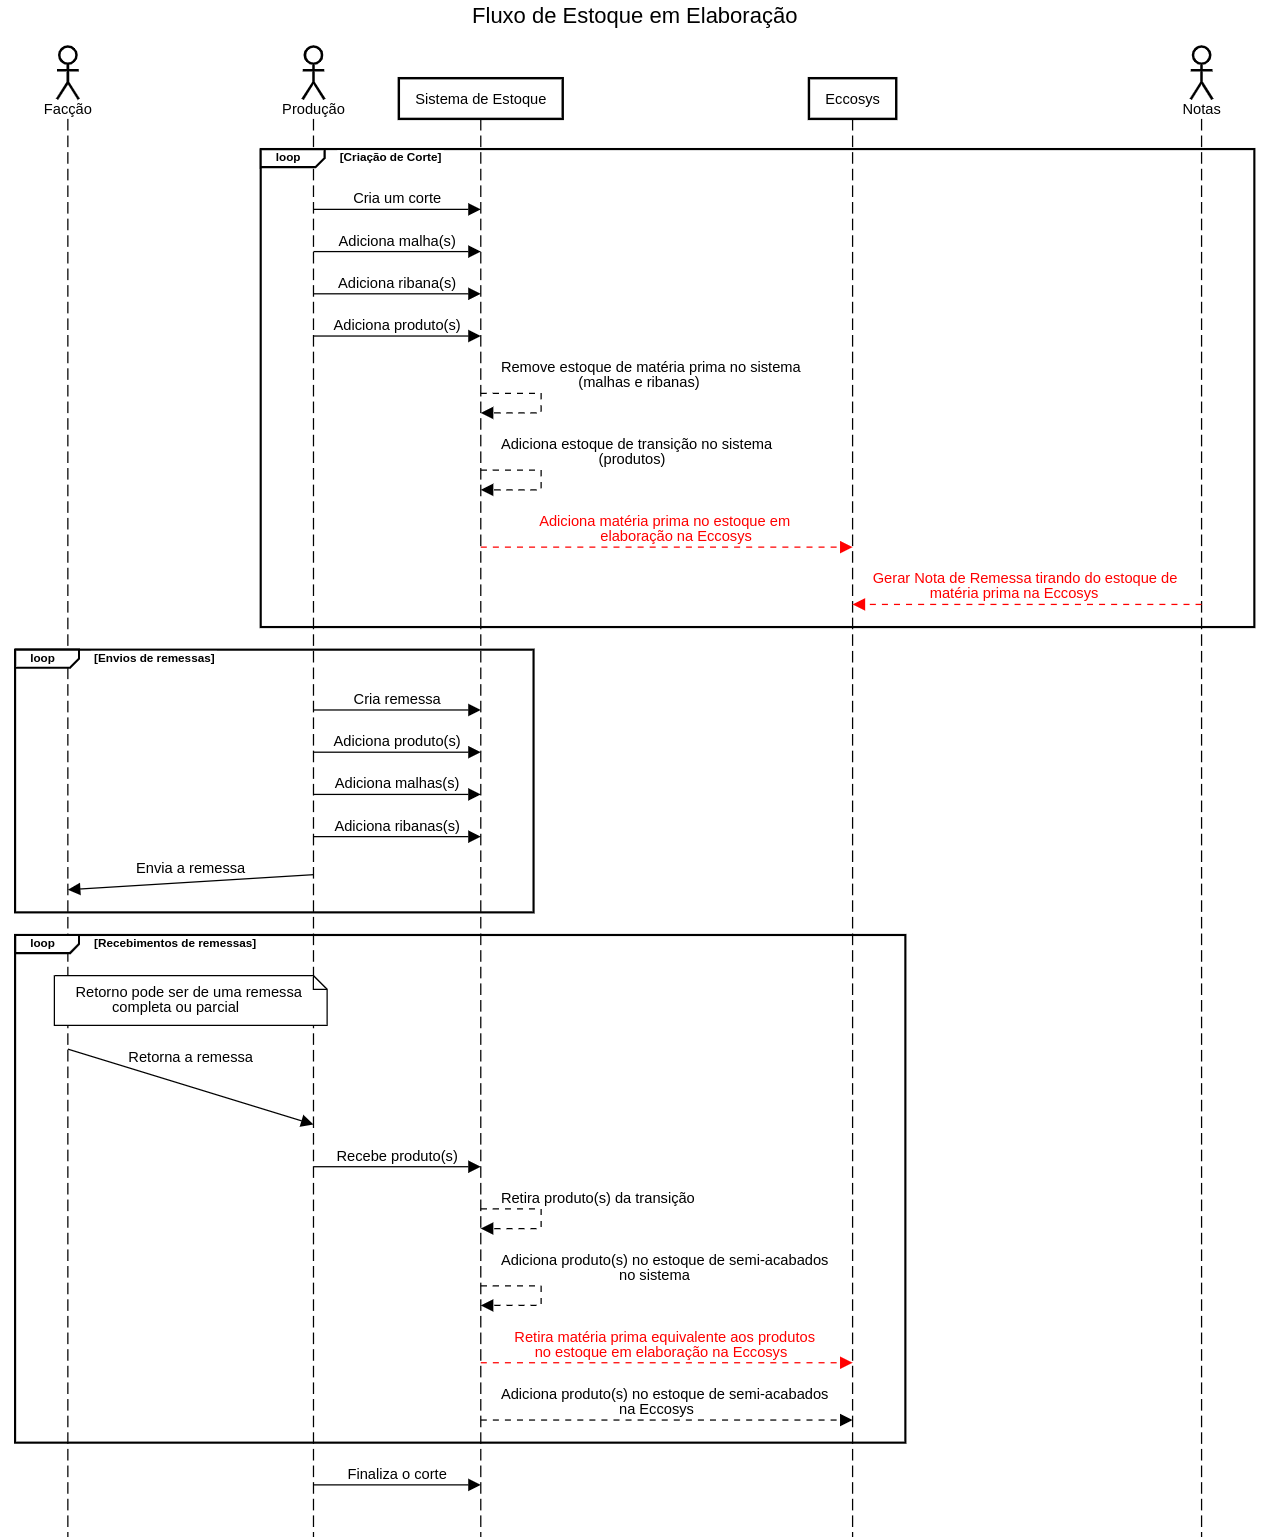 Fluxo de Estoque em Elaboração
Facção
Produção
Sistema de Estoque
Eccosys
Notas
loop
[Criação de Corte]
Cria um corte
Adiciona malha(s)
Adiciona ribana(s)
Adiciona produto(s)
Remove estoque de matéria prima no sistema
(malhas e ribanas)
Adiciona estoque de transição no sistema
(produtos)
Adiciona matéria prima no estoque em
elaboração na Eccosys
Gerar Nota de Remessa tirando do estoque de
matéria prima na Eccosys
loop
[Envios de remessas]
Cria remessa
Adiciona produto(s)
Adiciona malhas(s)
Adiciona ribanas(s)
Envia a remessa
loop
[Recebimentos de remessas]
Retorno pode ser de uma remessa
completa ou parcial
Retorna a remessa
Recebe produto(s)
Retira produto(s) da transição
Adiciona produto(s) no estoque de semi-acabados
no sistema
Retira matéria prima equivalente aos produtos
no estoque em elaboração na Eccosys
Adiciona produto(s) no estoque de semi-acabados
na Eccosys
Finaliza o corte